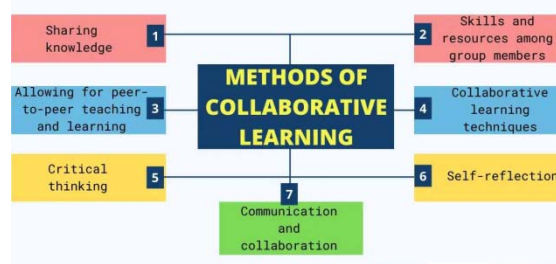 METHODS OF
COLLABORATIVE
LEARNING
1
Sharing
knowledge
2
Skills and
resources among
group members
3
Allowing for peer-
to-peer teaching
and learning
4
Collaborative
learning
techniques
5
Critical
thinking
6
Self-reflection
7
Communication
and
collaboration